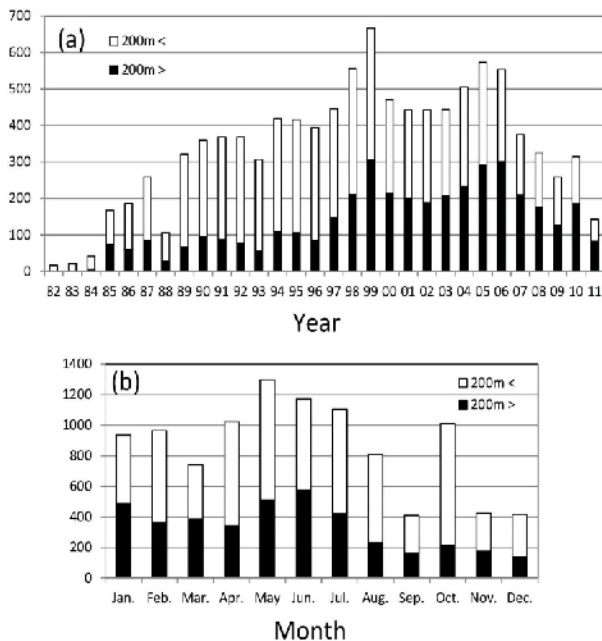 700
(a)
200m <
200m >
600
500
400
300
200
100
0
82 83 84 85 86 87 88 89 90 91 92 93 94 95 96 97 98 99 00 01 02 03 04 05 06 07 08 09 10 11
Year
1400
(b)
200m <
200m >
1200
1000
800
600
400
200
0
Jan. Feb. Mar. Apr. May Jun. Jul. Aug. Sep. Oct. Nov. Dec.
Month